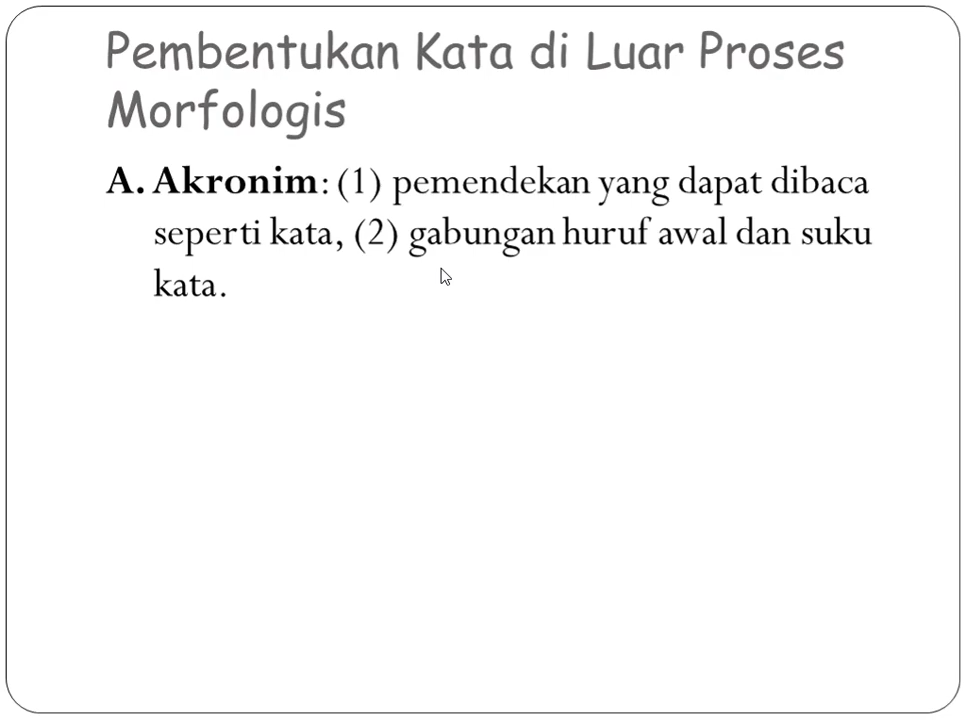 Pembentukan Kata di Luar Proses
Morfologis
A. Akronim: (1) pemendekan yang dapat dibaca
seperti kata, (2) gabungan huruf awal dan suku
kata.